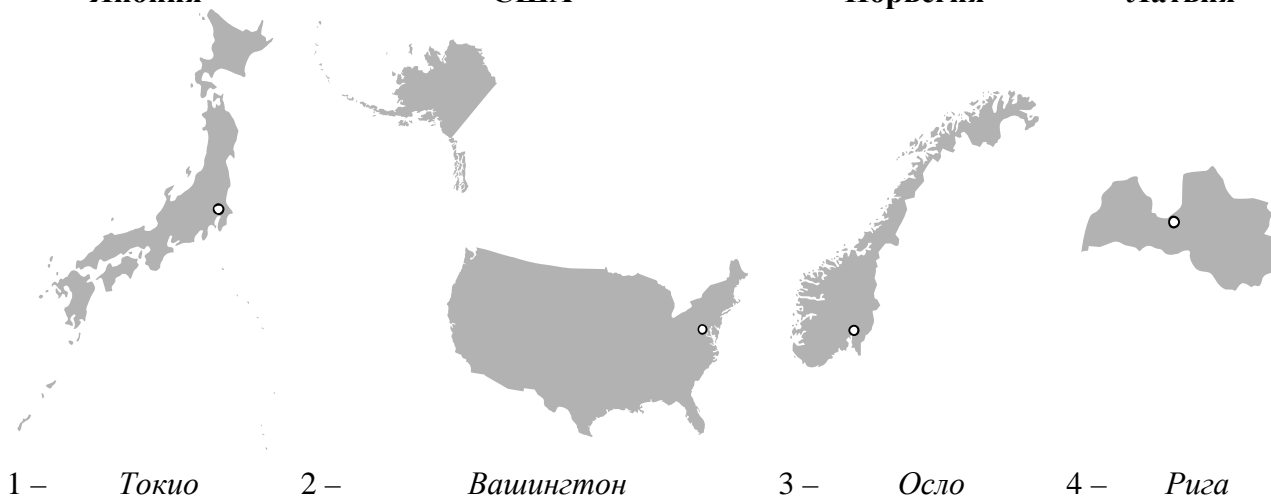 Япония США Норвегия Латвия
1 – Токио 2 – Вашингтон 3 – Осло 4 – Рига